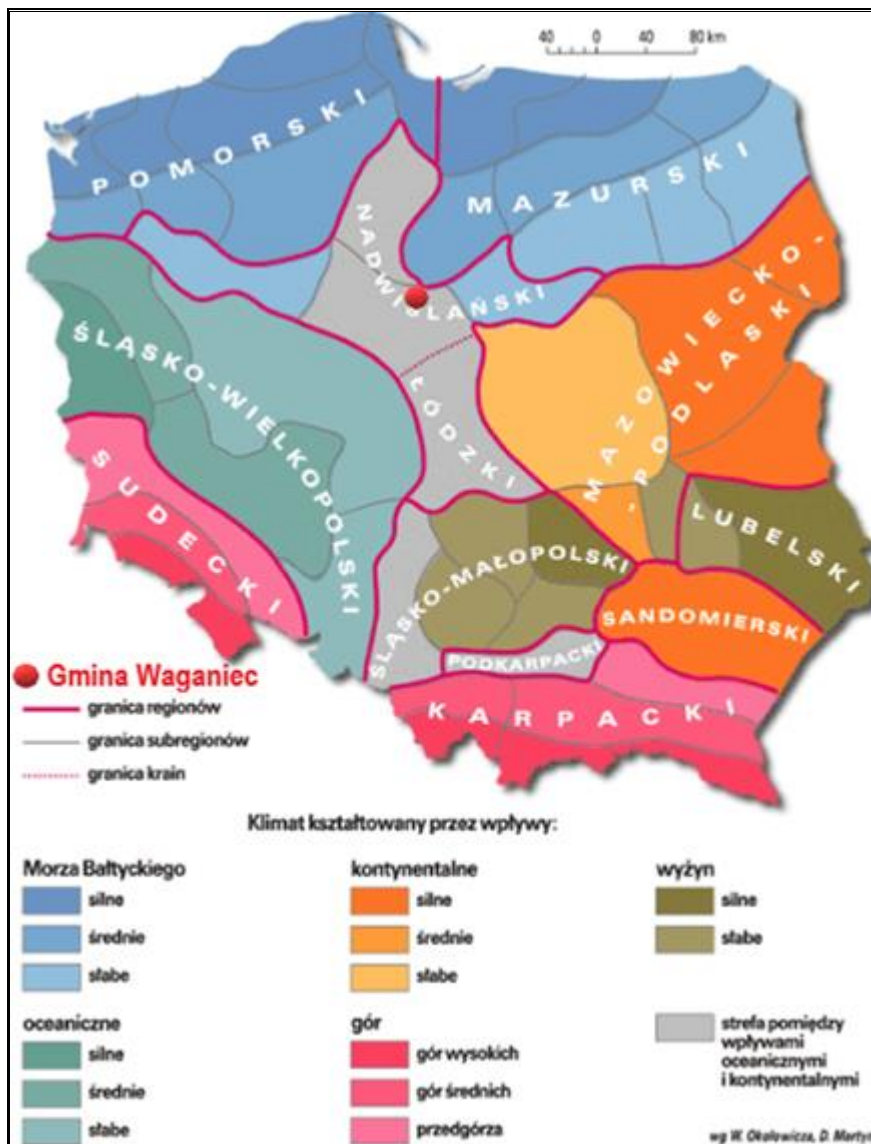 40 0 40 80 km
POMORSKI
MAZURSKI
NADWIŚLAŃSKI
MAZOWIECKO-
-PODLASKI
ŚLĄSKO-WIELKOPOLSKI
ŁÓDZKI
SUDECKI
LUBELSKI
ŚLĄSKO-MAŁOPOLSKI
SANDOMIERSKI
PODKARPACKI
KARPACKI
Gmina Waganiec
granica regionów
granica subregionów
granica krain
Klimat kształtowany przez wpływy:
Morza Bałtyckiego
silne
średnie
słabe
kontynentalne
silne
średnie
słabe
wyżyn
silne
słabe
oceaniczne
silne
średnie
słabe
gór
gór wysokich
gór średnich
przedgórza
strefa pomiędzy
wpływami
oceanicznymi
i kontynentalnymi
wg W. Okołowicza, D. Martyn